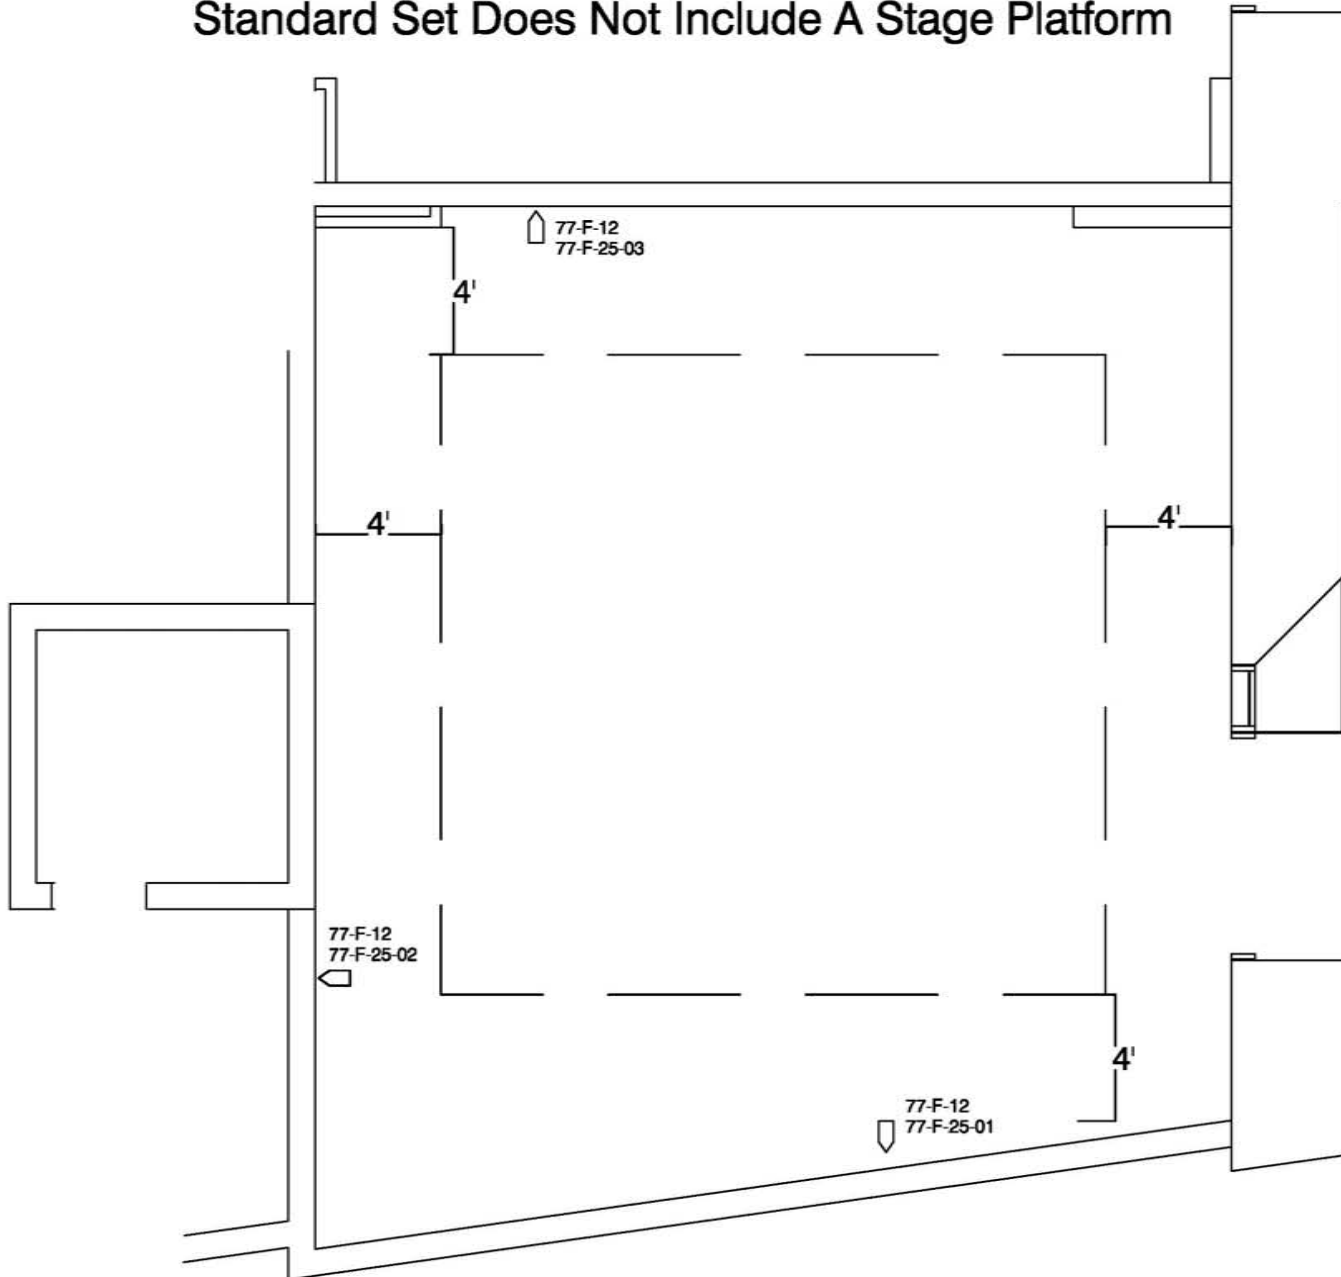 Standard Set Does Not Include A Stage Platform
77-F-12
77-F-25-03
4'
4'
4'
77-F-12
77-F-25-02
4'
77-F-12
77-F-25-01